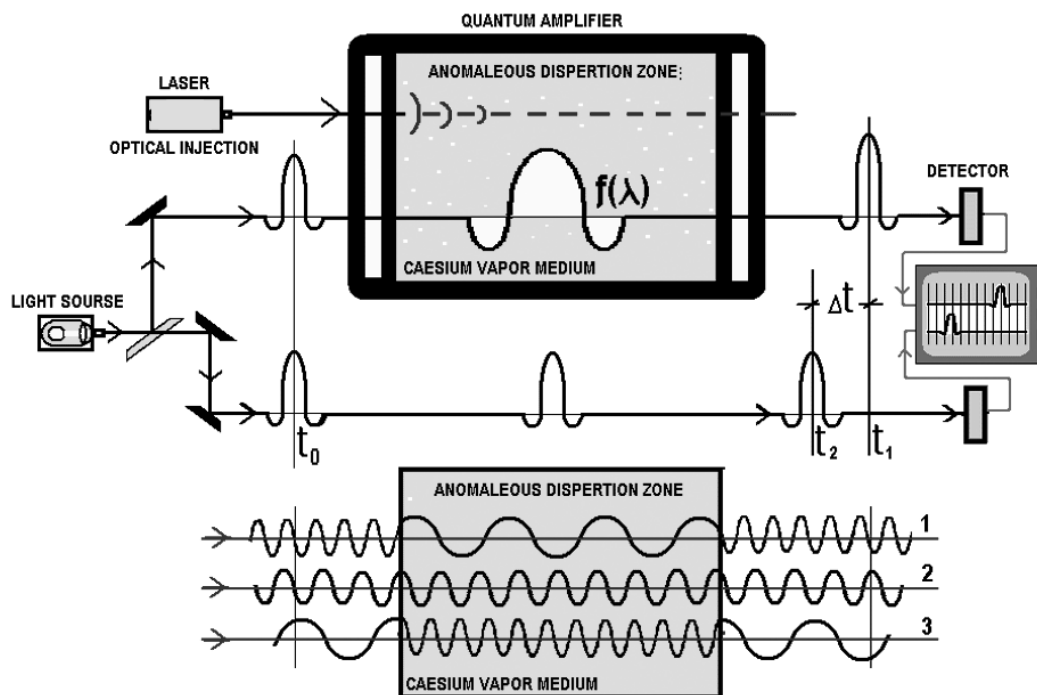 QUANTUM AMPLIFIER
ANOMALEOUS DISPERTION ZONE:
LASER
OPTICAL INJECTION
f(λ)
DETECTOR
CAESIUM VAPOR MEDIUM
LIGHT SOURSE
Δt
t₀
t₂
t₁
ANOMALEOUS DISPERTION ZONE
1
2
3
CAESIUM VAPOR MEDIUM